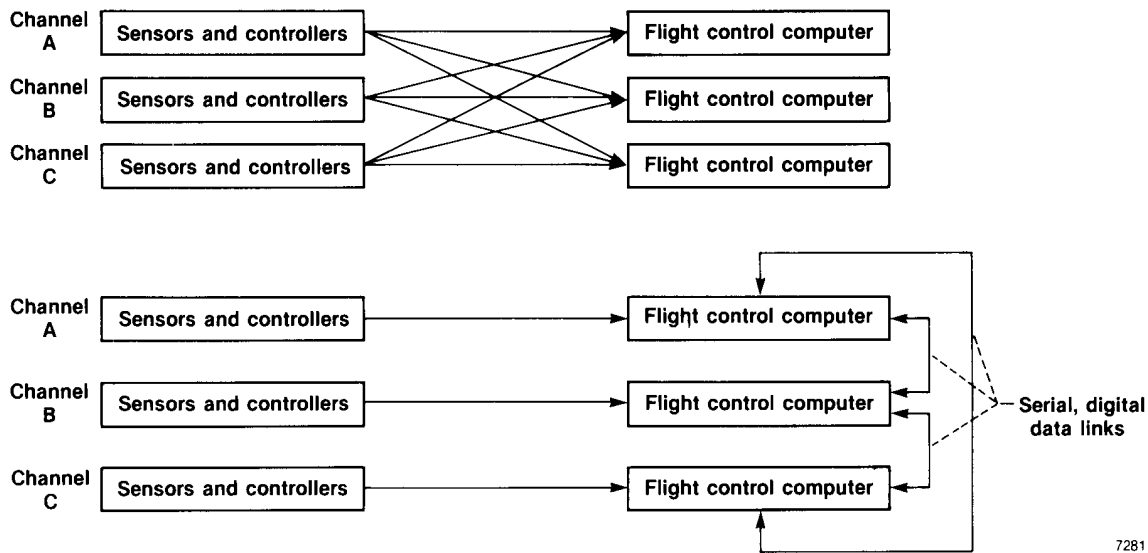 Channel
A
Sensors and controllers
Flight control computer
Channel
B
Sensors and controllers
Flight control computer
Channel
C
Sensors and controllers
Flight control computer
Channel
A
Sensors and controllers
Flight control computer
Channel
B
Sensors and controllers
Flight control computer
Serial, digital
data links
Channel
C
Sensors and controllers
Flight control computer
7281